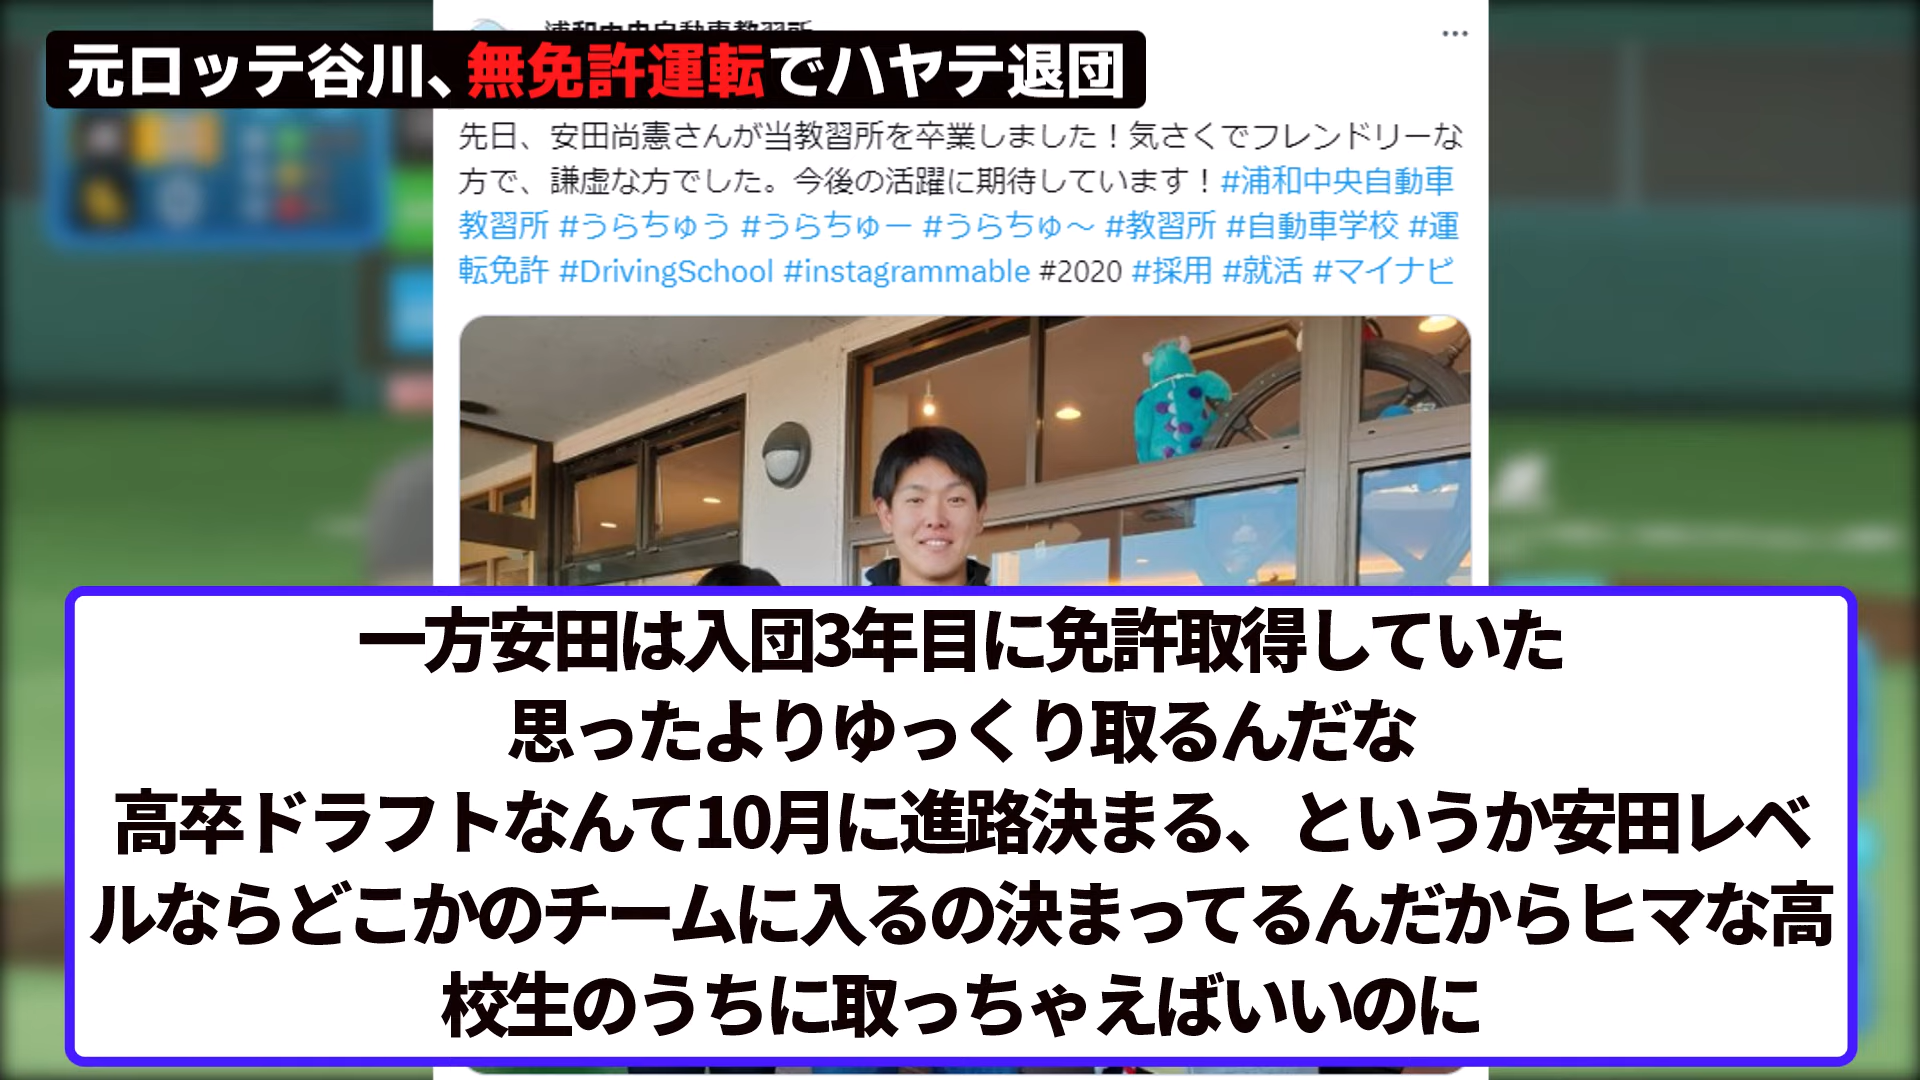 浦和中央自動車教習所
元ロッテ谷川、無免許運転でハヤテ退団
先日、安田尚憲さんが当教習所を卒業しました！気さくでフレンドリーな
方で、謙虚な方でした。今後の活躍に期待しています！#浦和中央自動車
教習所 #うらちゅう #うらちゅー #うらちゅ～ #教習所 #自動車学校 #運
転免許 #DrivingSchool #instagrammable #2020 #採用 #就活 #マイナビ
一方安田は入団3年目に免許取得していた
思ったよりゆっくり取るんだな
高卒ドラフトなんて10月に進路決まる、というか安田レベ
ルならどこかのチームに入るの決まってるんだからヒマな高
校生のうちに取っちゃえばいいのに